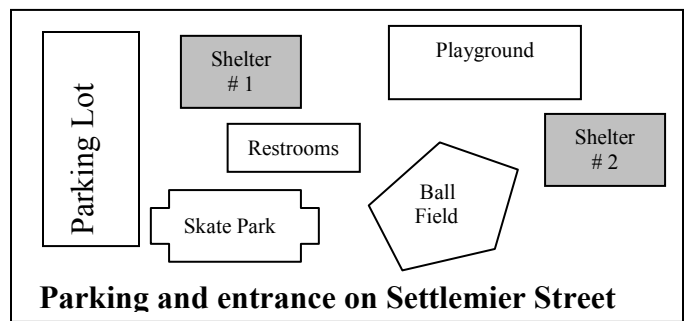 Parking Lot
Shelter
# 1
Playground
Restrooms
Shelter
# 2
Skate Park
Ball
Field
Parking and entrance on Settlemier Street